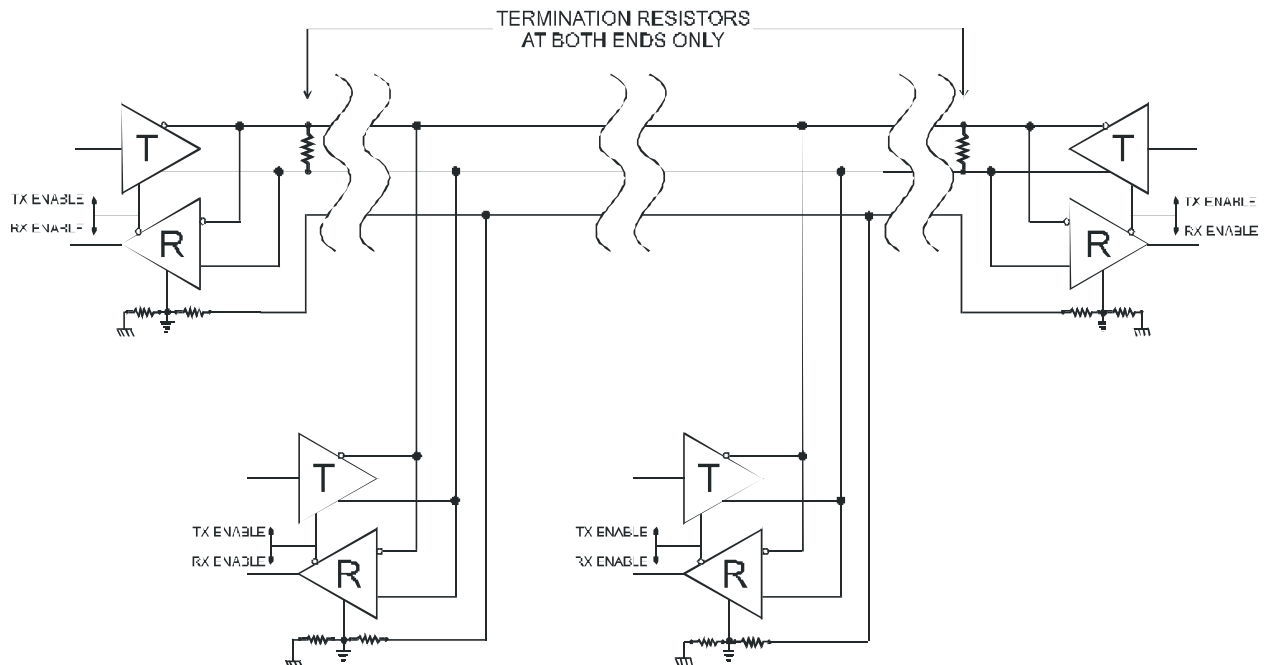 TERMINATION RESISTORS
AT BOTH ENDS ONLY
T
T
TX ENABLE
RX ENABLE
R
R
TX ENABLE
RX ENABLE
T
T
TX ENABLE
RX ENABLE
R
TX ENABLE
RX ENABLE
R